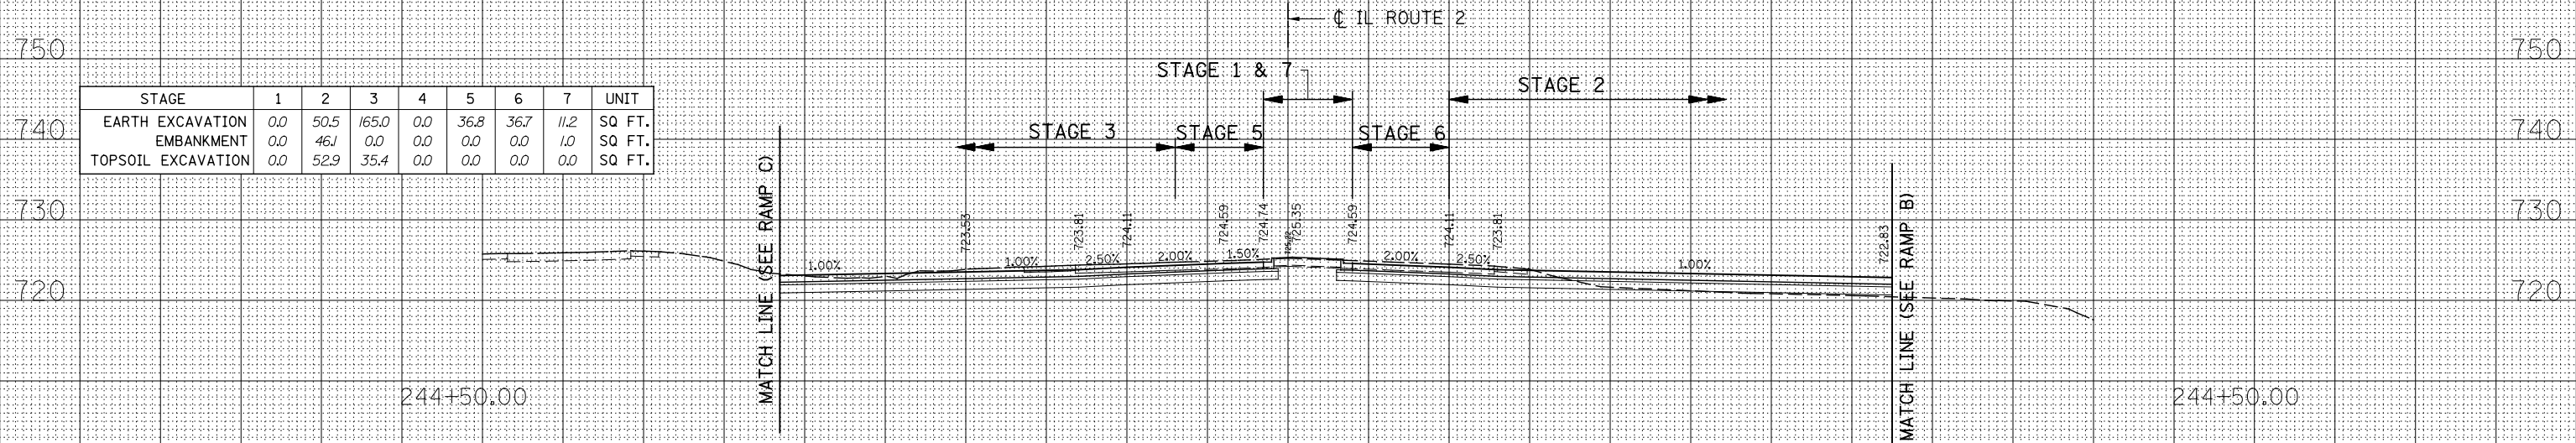 ℄ IL ROUTE 2
750
750
STAGE 1 & 7
STAGE 2
STAGE 1 2 3 4 5 6 7 UNIT
EARTH EXCAVATION 0.0 50.5 165.0 0.0 36.8 36.7 11.2 SQ FT.
EMBANKMENT 0.0 46.1 0.0 0.0 0.0 0.0 1.0 SQ FT.
TOPSOIL EXCAVATION 0.0 52.9 35.4 0.0 0.0 0.0 0.0 SQ FT.
740
STAGE 3
STAGE 5
STAGE 6
740
MATCH LINE (SEE RAMP C)
MATCH LINE (SEE RAMP B)
730
723.53
723.81
724.11
724.59
724.74
725.35
724.59
724.11
723.81
722.83
730
1.00%
1.00%
2.50%
2.00%
1.50%
2.00%
2.50%
1.00%
720
720
244+50.00
244+50.00